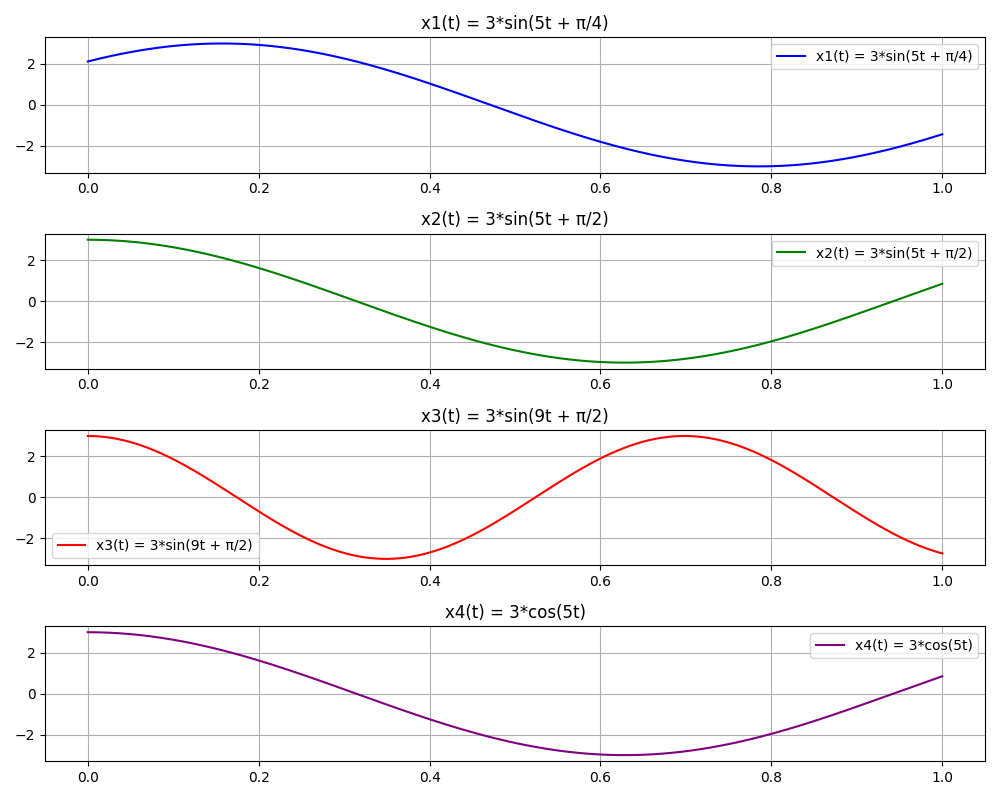 x1(t) = 3*sin(5t + π/4)
x1(t) = 3*sin(5t + π/4)
2
0
−2
0.0 0.2 0.4 0.6 0.8 1.0
x2(t) = 3*sin(5t + π/2)
x2(t) = 3*sin(5t + π/2)
2
0
−2
0.0 0.2 0.4 0.6 0.8 1.0
x3(t) = 3*sin(9t + π/2)
2
0
−2
x3(t) = 3*sin(9t + π/2)
0.0 0.2 0.4 0.6 0.8 1.0
x4(t) = 3*cos(5t)
x4(t) = 3*cos(5t)
2
0
−2
0.0 0.2 0.4 0.6 0.8 1.0